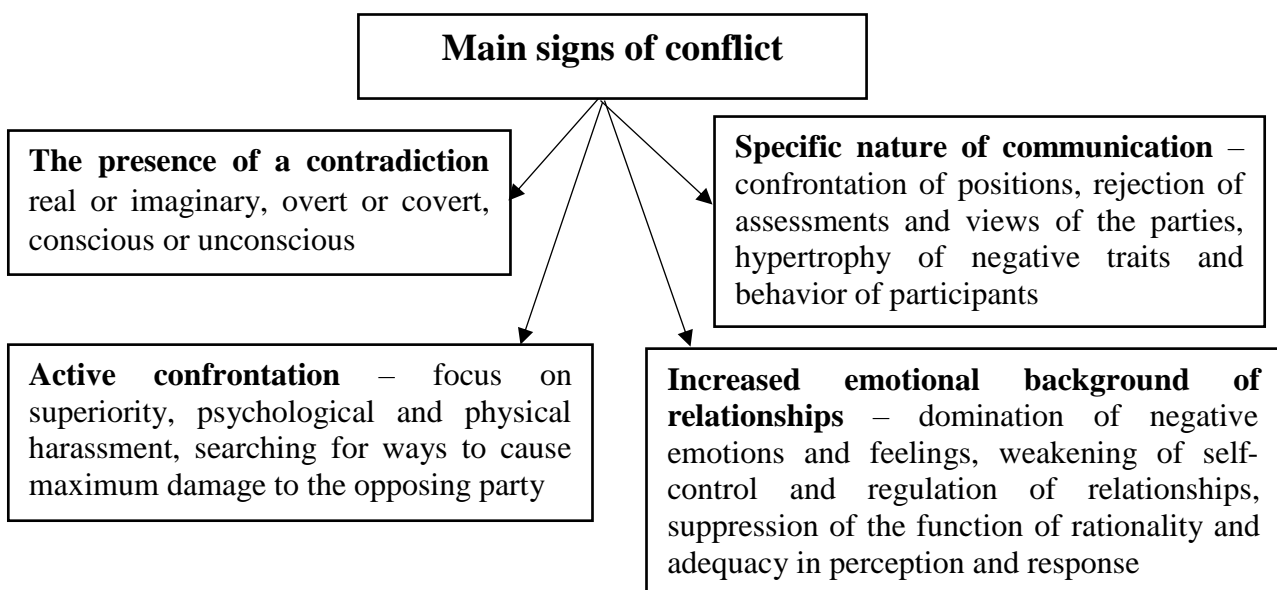 Main signs of conflict
The presence of a contradiction
real or imaginary, overt or covert,
conscious or unconscious
Specific nature of communication –
confrontation of positions, rejection of
assessments and views of the parties,
hypertrophy of negative traits and
behavior of participants
Active confrontation – focus on
superiority, psychological and physical
harassment, searching for ways to cause
maximum damage to the opposing party
Increased emotional background of
relationships – domination of negative
emotions and feelings, weakening of self-
control and regulation of relationships,
suppression of the function of rationality and
adequacy in perception and response